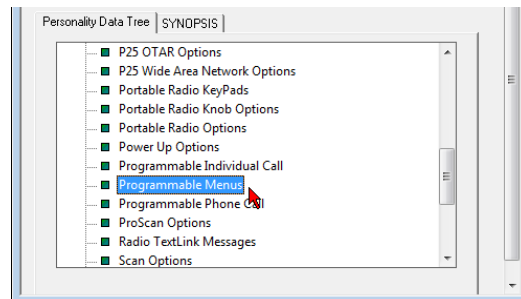 Personality Data Tree SYNOPSIS
P25 OTAR Options
P25 Wide Area Network Options
Portable Radio KeyPads
Portable Radio Knob Options
Portable Radio Options
Power Up Options
Programmable Individual Call
Programmable Menus
Programmable Phone Call
ProScan Options
Radio TextLink Messages
Scan Options